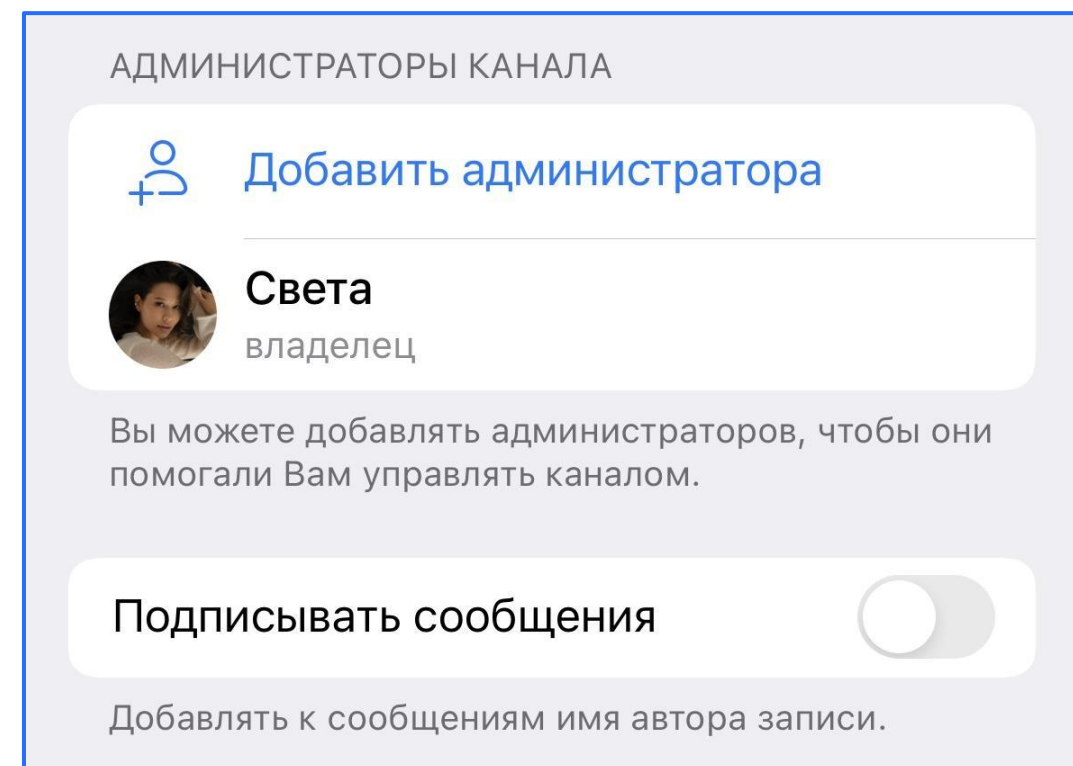 АДМИНИСТРАТОРЫ КАНАЛА
Добавить администратора
Света
владелец
Вы можете добавлять администраторов, чтобы они
помогали Вам управлять каналом.
Подписывать сообщения
Добавлять к сообщениям имя автора записи.